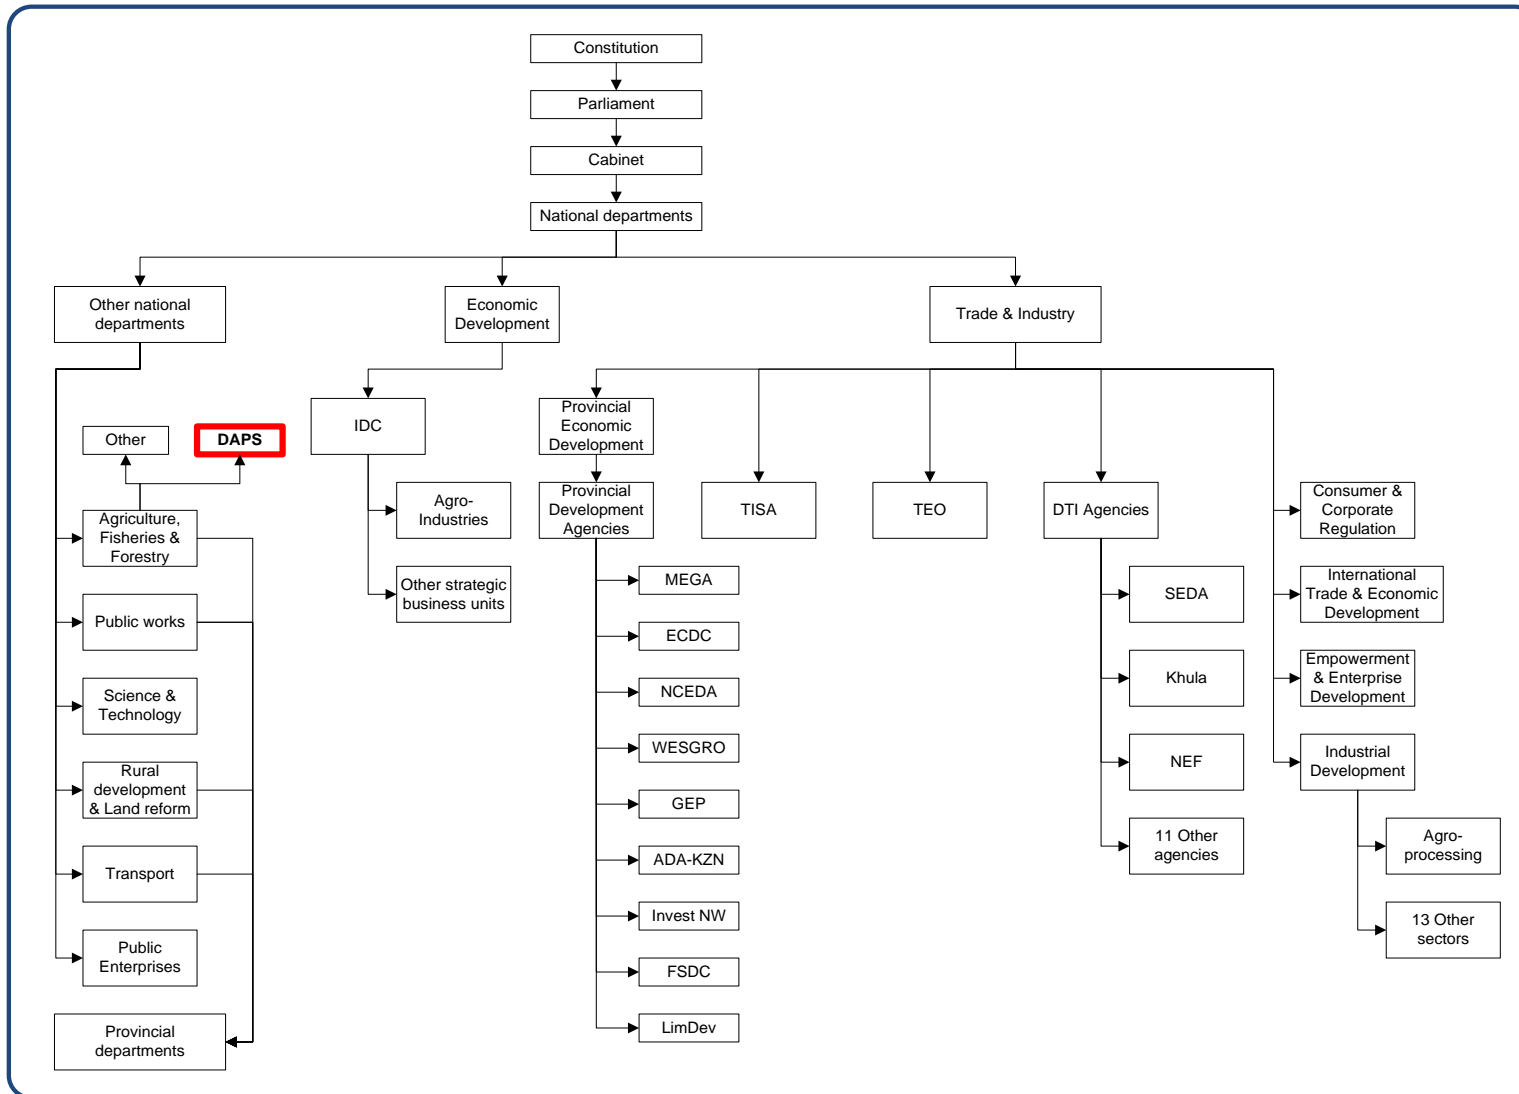 Constitution
Parliament
Cabinet
National departments
Other national
departments
Economic
Development
Trade & Industry
Other
DAPS
IDC
Provincial
Economic
Development
Agriculture,
Fisheries &
Forestry
Agro-
Industries
Provincial
Development
Agencies
TISA
TEO
DTI Agencies
Consumer &
Corporate
Regulation
Public works
Other strategic
business units
MEGA
ECDC
SEDA
International
Trade & Economic
Development
Science &
Technology
NCEDA
Khula
Empowerment
& Enterprise
Development
Rural
development
& Land reform
WESGRO
GEP
NEF
Industrial
Development
Transport
ADA-KZN
11 Other
agencies
Agro-
processing
Public
Enterprises
Invest NW
FSDC
13 Other
sectors
Provincial
departments
LimDev